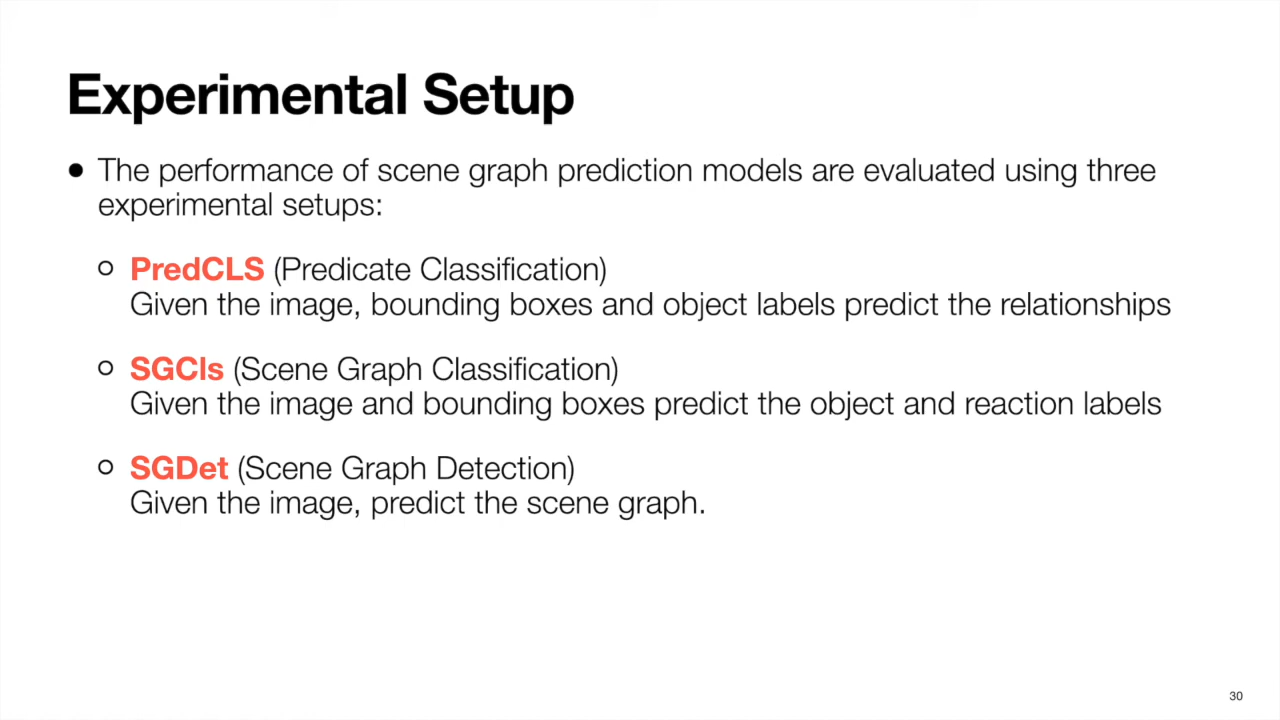 Experimental Setup
● The performance of scene graph prediction models are evaluated using three
experimental setups:
○ PredCLS (Predicate Classification)
Given the image, bounding boxes and object labels predict the relationships
○ SGCls (Scene Graph Classification)
Given the image and bounding boxes predict the object and reaction labels
○ SGDet (Scene Graph Detection)
Given the image, predict the scene graph.
30